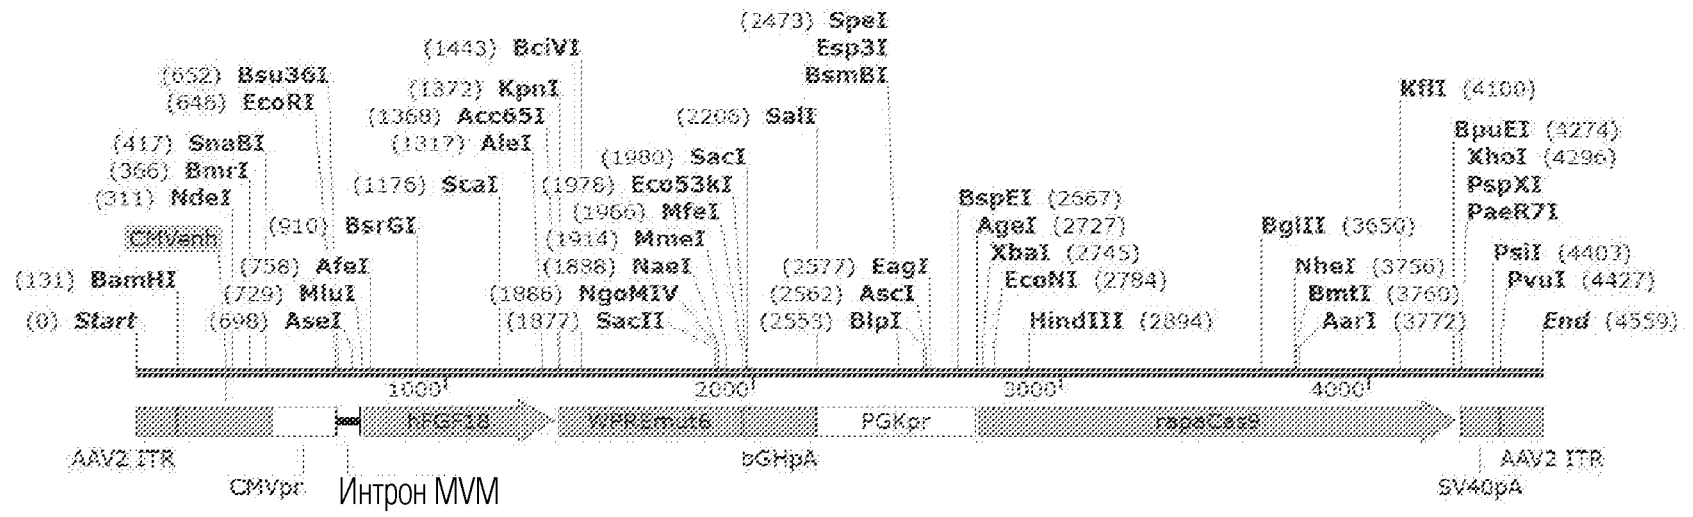 (2473) SpeI
(1443) BciVI Esp3I
(652) Bsu36I BsmBI
(1372) KpnI KflI (4100)
EcoRI
(1368) Acc65I (2206) SalI
(417) SnaBI (1317) AleI BpuEI (4274)
(366) BmrI (1980) SacI XhoI (4296)
(311) NdeI (1176) ScaI (1978) Eco53kI PspXI
(1966) MfeI BspEI (2667) PaeR7I
CMVenh (910) BsrGI (1914) MmeI AgeI (2727) BglII (3650)
XbaI (2745) PsiI (4403)
(131) BamHI (758) AfeI (1888) NaeI (2577) EagI EcoNI (2784) NheI (3756) PvuI (4427)
(729) MluI (1886) NgoMIV (2562) AscI BmtI (3760)
(0) Start (698) AseI (1877) SacII (2553) BlpI HindIII (2894) AarI (3772) End (4559)
1000 2000 3000 4000
hFGF18 WPREmut6 PGKpr rapaCas9
AAV2 ITR bGHpA AAV2 ITR
CMVpr Интрон MVM SV40pA